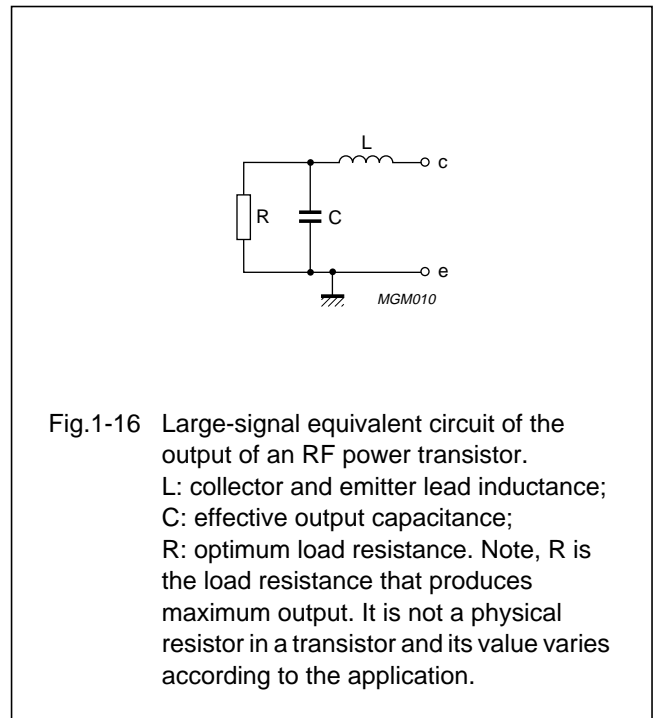 L
c
R
C
e
MGM010
Fig.1-16 Large-signal equivalent circuit of the
output of an RF power transistor.
L: collector and emitter lead inductance;
C: effective output capacitance;
R: optimum load resistance. Note, R is
the load resistance that produces
maximum output. It is not a physical
resistor in a transistor and its value varies
according to the application.